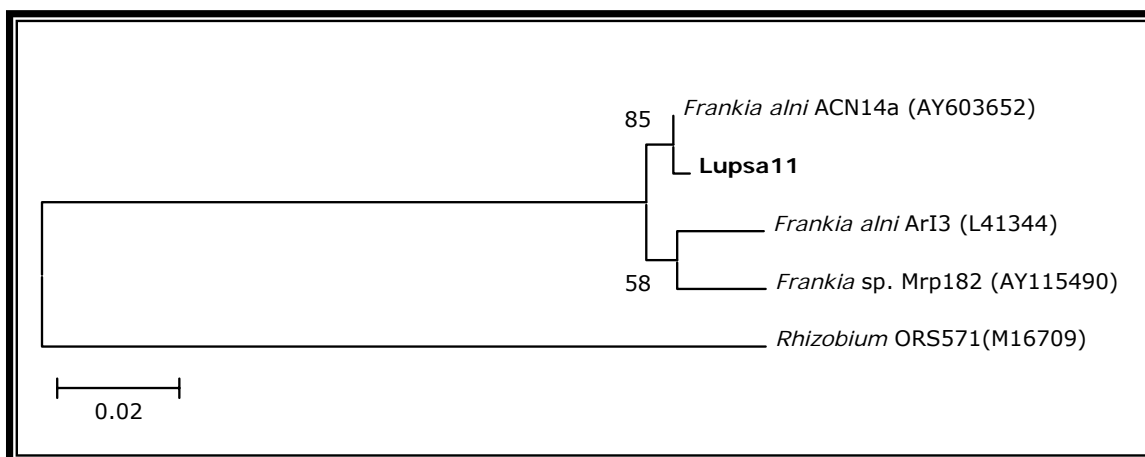 Frankia alni ACN14a (AY603652)
85
Lupsa11
Frankia alni ArI3 (L41344)
58
Frankia sp. Mrp182 (AY115490)
Rhizobium ORS571(M16709)
0.02